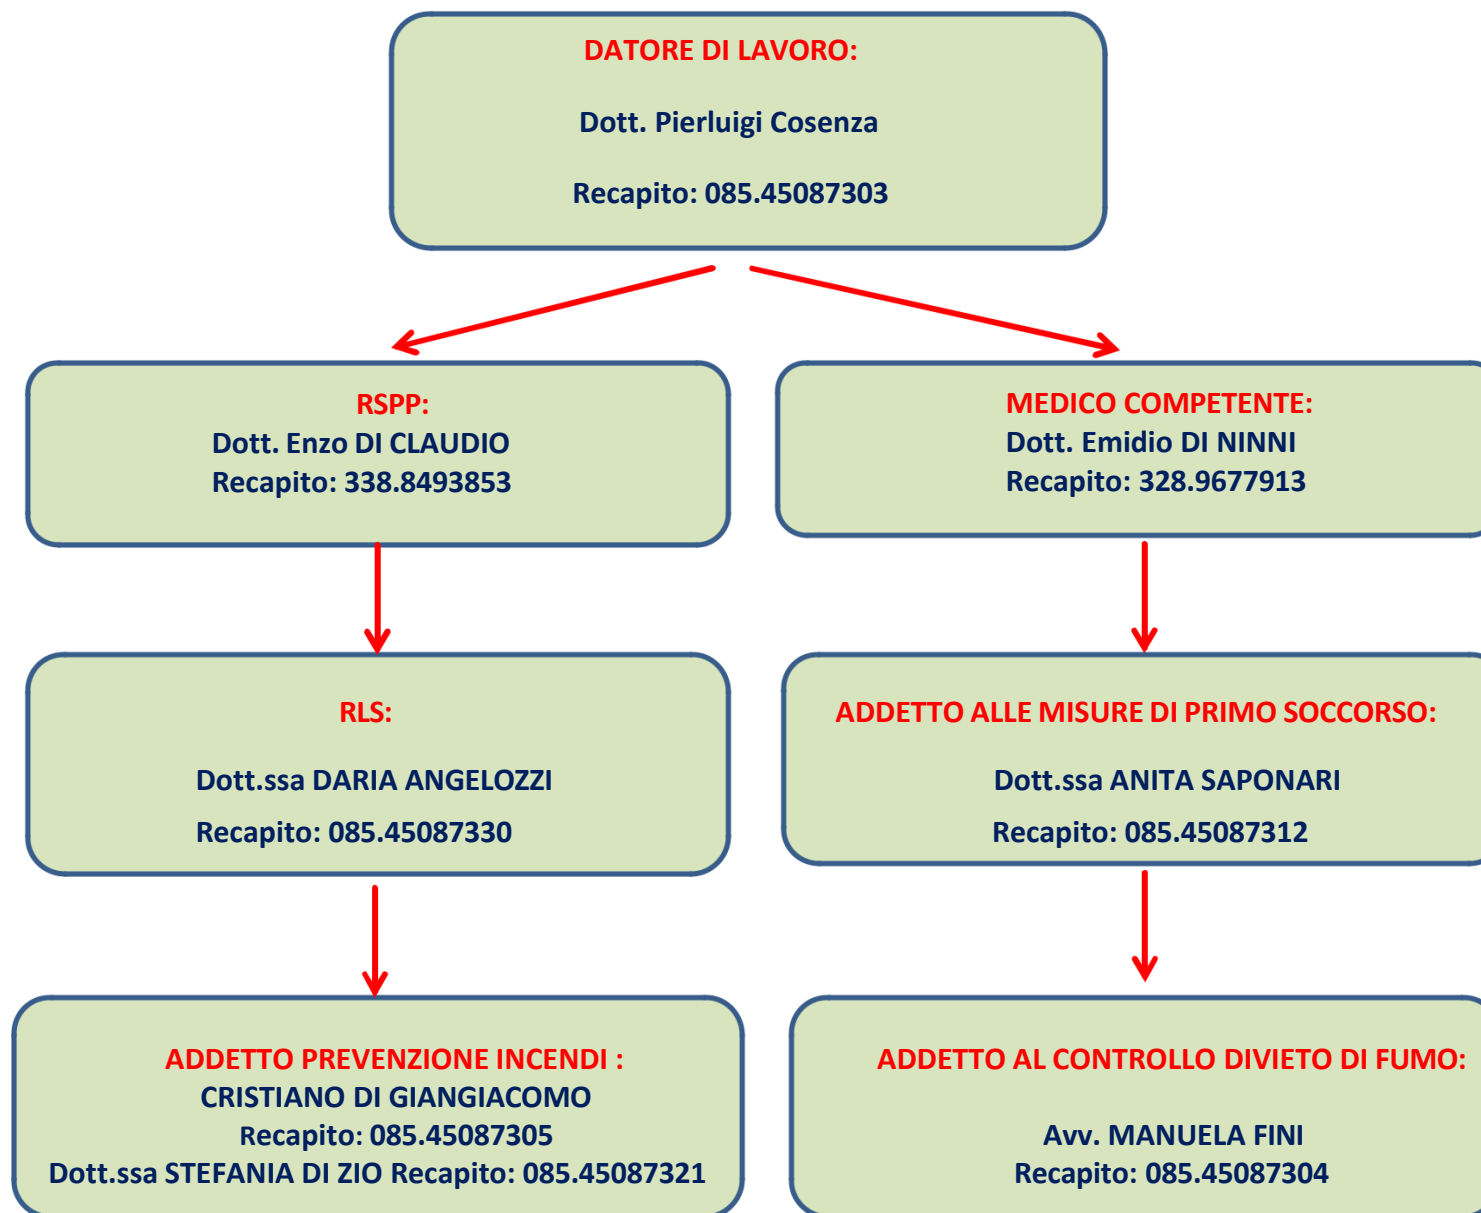 DATORE DI LAVORO:
Dott. Pierluigi Cosenza
Recapito: 085.45087303
RSPP:
Dott. Enzo DI CLAUDIO
Recapito: 338.8493853
MEDICO COMPETENTE:
Dott. Emidio DI NINNI
Recapito: 328.9677913
RLS:
Dott.ssa DARIA ANGELOZZI
Recapito: 085.45087330
ADDETTO ALLE MISURE DI PRIMO SOCCORSO:
Dott.ssa ANITA SAPONARI
Recapito: 085.45087312
ADDETTO PREVENZIONE INCENDI :
CRISTIANO DI GIANGIACOMO
Recapito: 085.45087305
Dott.ssa STEFANIA DI ZIO Recapito: 085.45087321
ADDETTO AL CONTROLLO DIVIETO DI FUMO:
Avv. MANUELA FINI
Recapito: 085.45087304